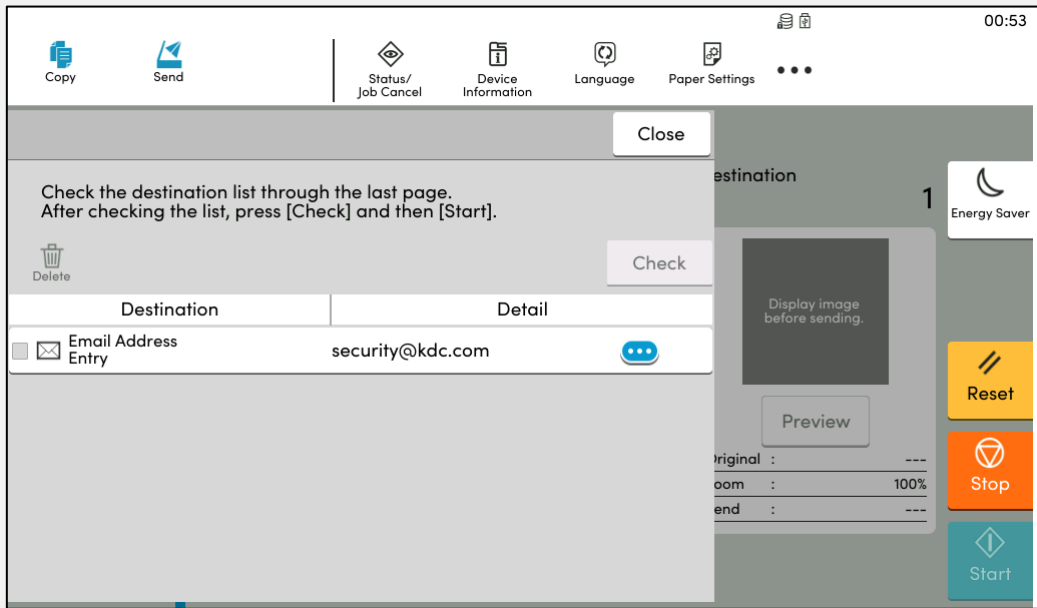 00:53
Copy
Send
Status/
Job Cancel
Device
Information
Language
Paper Settings
Close
Check the destination list through the last page.
After checking the list, press [Check] and then [Start].
Delete
Check
Destination
Detail
Email Address
Entry
security@kdc.com
estination
1
Display image
before sending.
Preview
riginal : ---
oom : 100%
end : ---
Energy Saver
Reset
Stop
Start